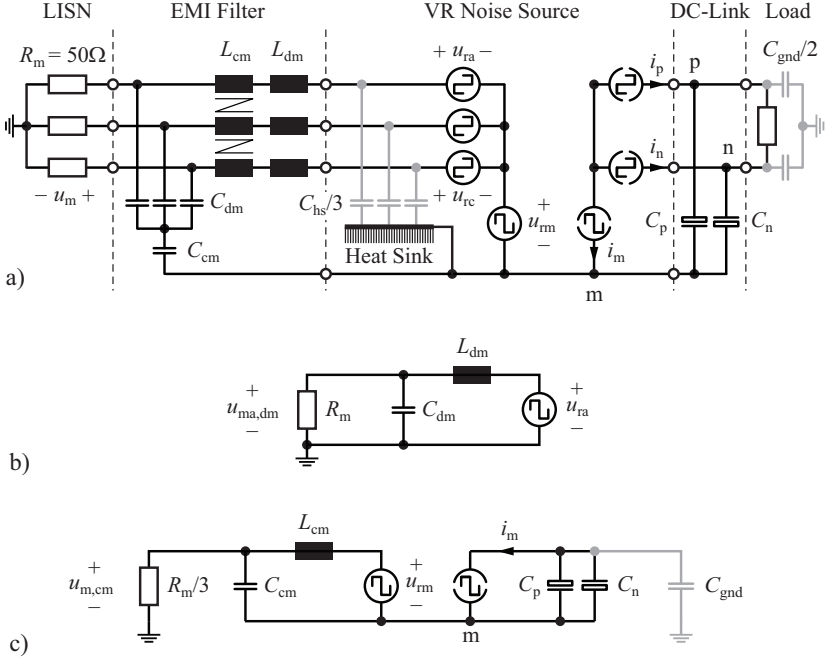 LISN EMI Filter VR Noise Source DC-Link Load
Rm = 50Ω Lcm Ldm + ura − ip p Cgnd/2
in n
− um + Cdm Chs/3 + urc − + urm − Cp Cn
Ccm Heat Sink im
a) m
Ldm
+ uma,dm − Rm Cdm + ura −
b)
Lcm im
+ um,cm − Rm/3 Ccm + urm − Cp Cn Cgnd
c) m